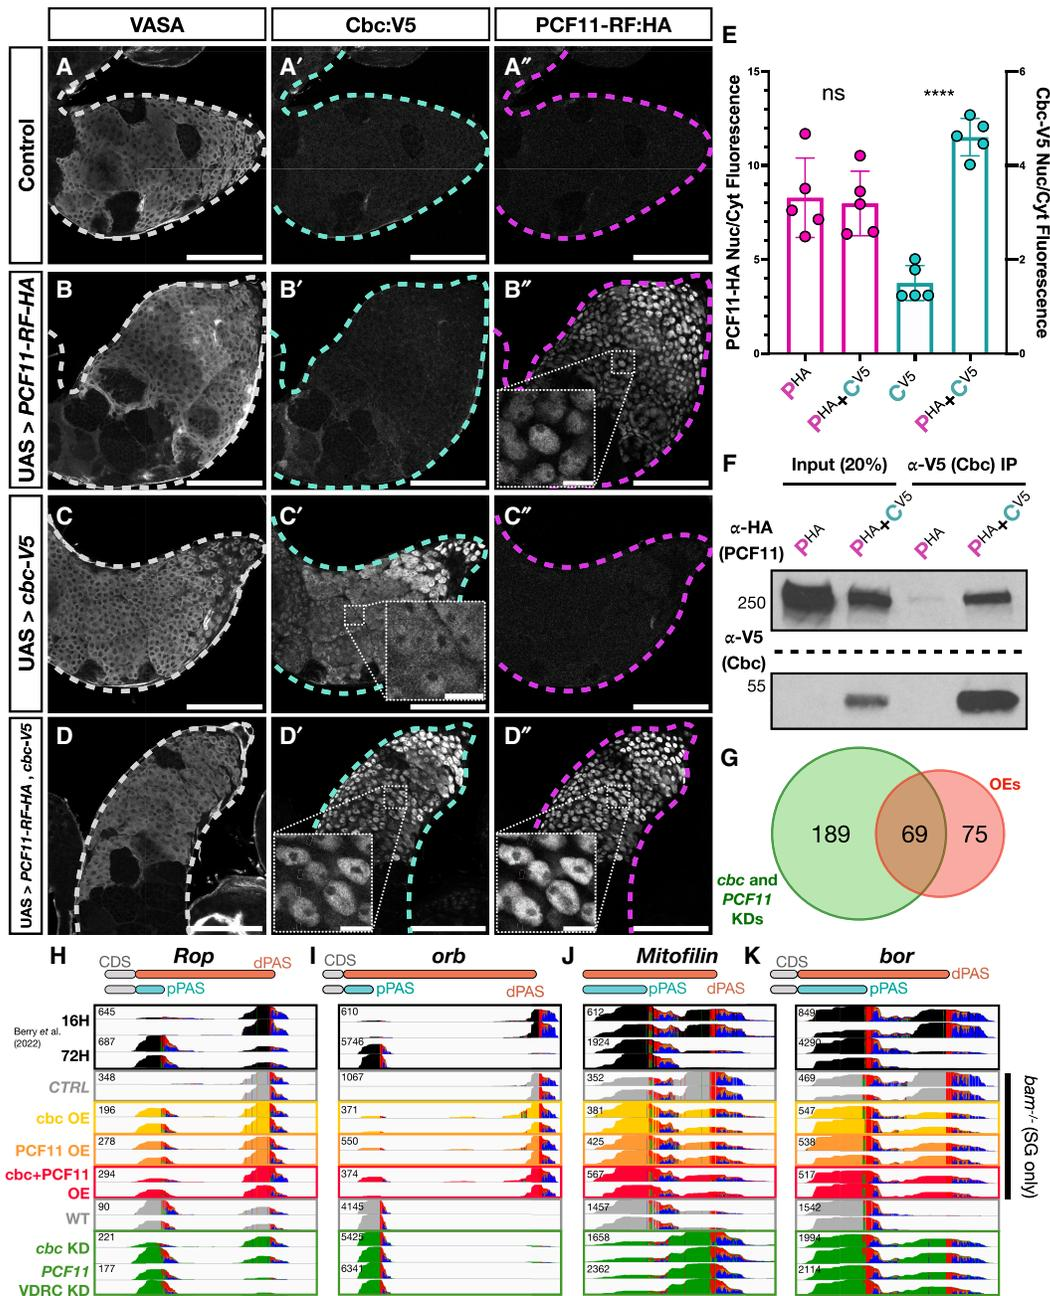 VASA
Cbc:V5
PCF11-RF:HA
Control
A
A′
A″
UAS > PCF11-RF-HA
B
B′
B″
UAS > cbc-V5
C
C′
C″
UAS > PCF11-RF-HA , cbc-V5
D
D′
D″
E
PCF11-HA Nuc/Cyt Fluorescence
15
10
5
0
ns
****
6
4
2
0
Cbc-V5 Nuc/Cyt Fluorescence
PHA
PHA+CV5
CV5
PHA+CV5
F
Input (20%)
α-V5 (Cbc) IP
α-HA
(PCF11)
PHA
PHA+CV5
PHA
PHA+CV5
250
α-V5
(Cbc)
55
G
OEs
189
69
75
cbc and
PCF11
KDs
H
Rop
CDS
dPAS
pPAS
I
orb
CDS
pPAS
dPAS
J
Mitofilin
pPAS
dPAS
K
bor
CDS
dPAS
pPAS
16H
Berry et al.
(2022)
72H
CTRL
cbc OE
PCF11 OE
cbc+PCF11
OE
WT
cbc KD
PCF11
VDRC KD
645
687
348
196
278
294
90
221
177
610
5746
1067
371
550
374
4145
5425
6341
612
1924
352
381
425
567
1457
1658
2362
849
4290
469
547
538
517
1542
1994
2114
bam-/- (SG only)